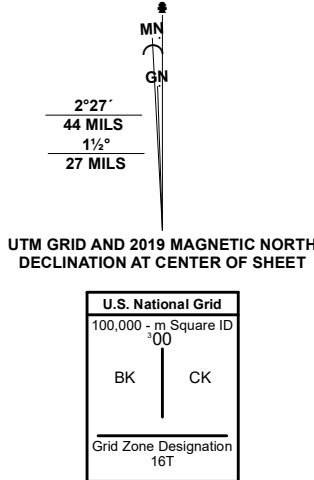 MN
GN
2°27´
44 MILS
1½°
27 MILS
UTM GRID AND 2019 MAGNETIC NORTH
DECLINATION AT CENTER OF SHEET
U.S. National Grid
100,000 - m Square ID
³00
BK CK
Grid Zone Designation
16T